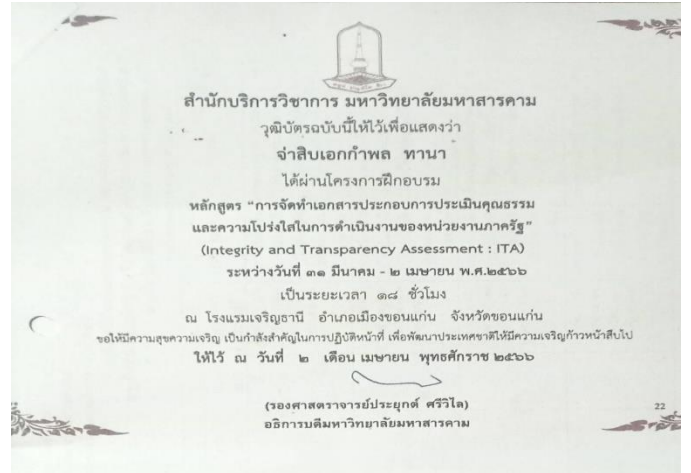 สำนักบริการวิชาการ มหาวิทยาลัยมหาสารคาม
วุฒิบัตรฉบับนี้ให้ไว้เพื่อแสดงว่า
จ่าสิบเอกกำพล ทานา
ได้ผ่านโครงการฝึกอบรม
หลักสูตร “การจัดทำเอกสารประกอบการประเมินคุณธรรม
และความโปร่งใสในการดำเนินงานของหน่วยงานภาครัฐ”
(Integrity and Transparency Assessment : ITA)
ระหว่างวันที่ ๓๑ มีนาคม - ๒ เมษายน พ.ศ.๒๕๖๖
เป็นระยะเวลา ๑๘ ชั่วโมง
ณ โรงแรมเจริญธานี อำเภอเมืองขอนแก่น จังหวัดขอนแก่น
ขอให้มีความสุขความเจริญ เป็นกำลังสำคัญในการปฏิบัติหน้าที่ เพื่อพัฒนาประเทศชาติให้มีความเจริญก้าวหน้าสืบไป
ให้ไว้ ณ วันที่ ๒ เดือน เมษายน พุทธศักราช ๒๕๖๖
(รองศาสตราจารย์ประยุกต์ ศรีวิไล)
อธิการบดีมหาวิทยาลัยมหาสารคาม
22